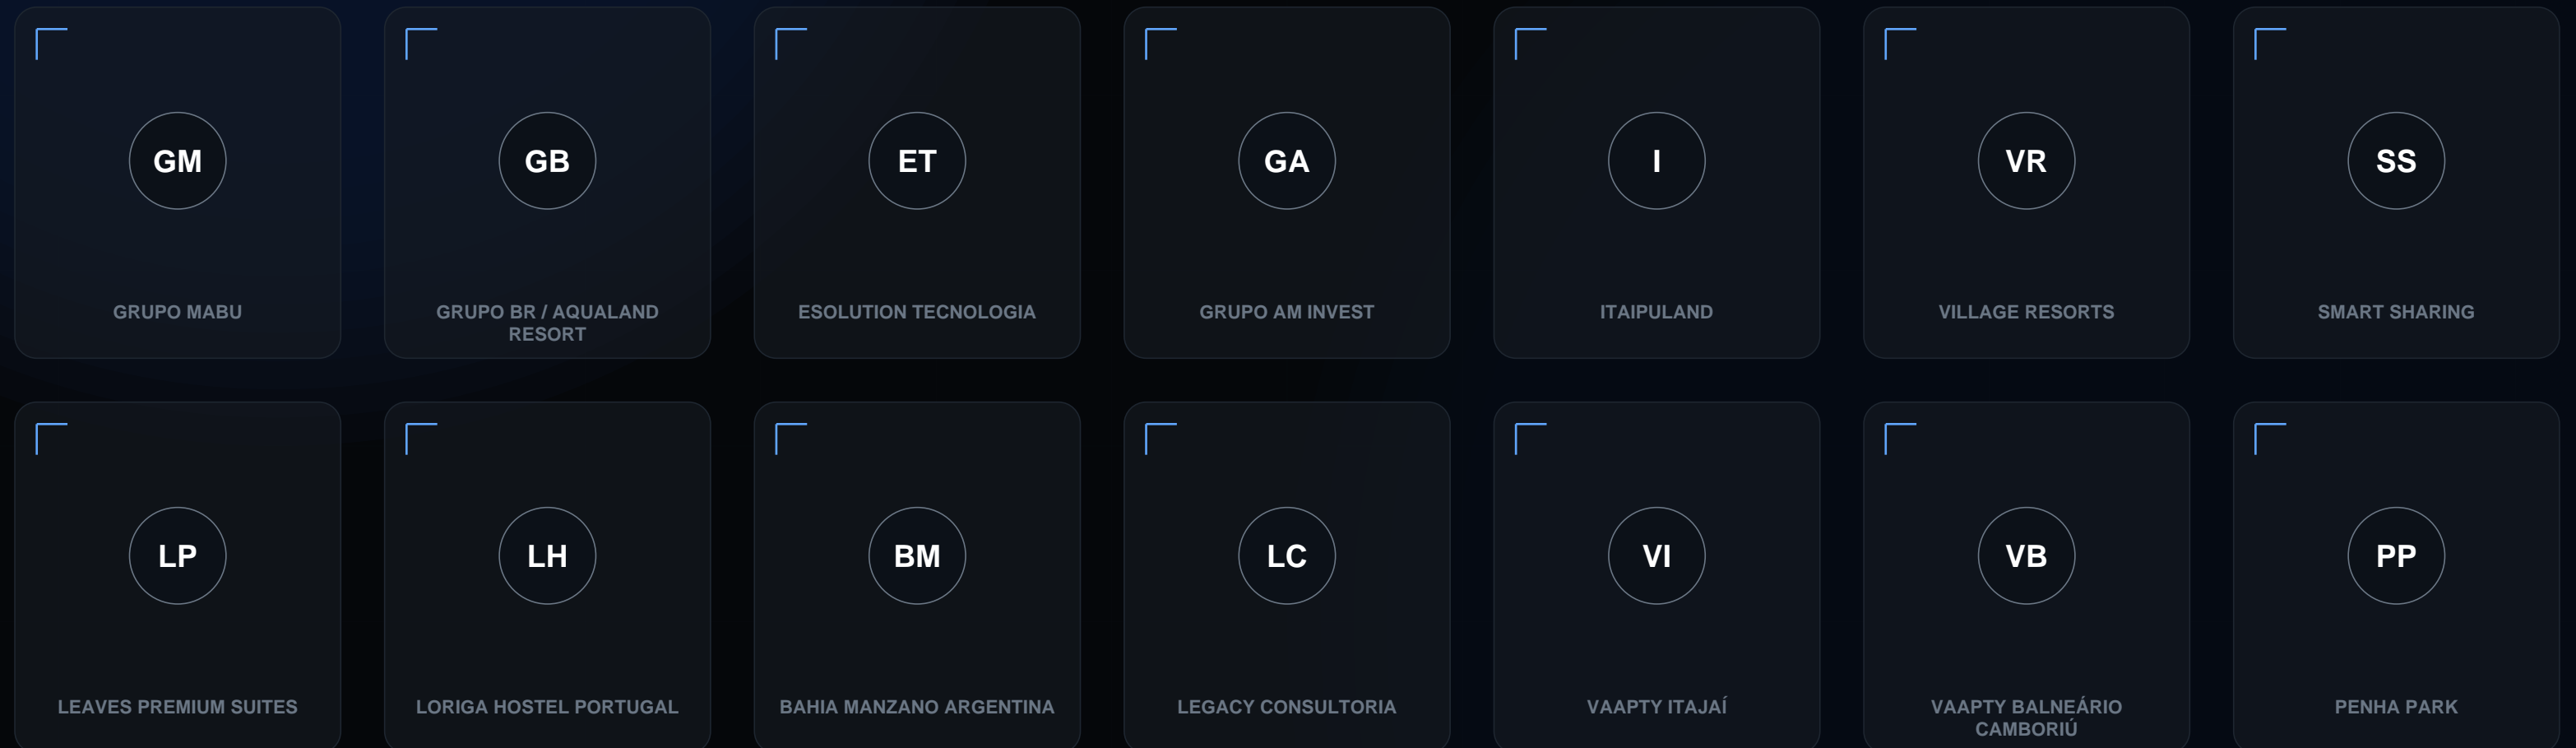 GM
GB
ET
GA
I
VR
SS
GRUPO MABU
GRUPO BR / AQUALAND
RESORT
ESOLUTION TECNOLOGIA
GRUPO AM INVEST
ITAIPULAND
VILLAGE RESORTS
SMART SHARING
LP
LH
BM
LC
VI
VB
PP
LEAVES PREMIUM SUITES
LORIGA HOSTEL PORTUGAL
BAHIA MANZANO ARGENTINA
LEGACY CONSULTORIA
VAAPTY ITAJAÍ
VAAPTY BALNEÁRIO
CAMBORIÚ
PENHA PARK